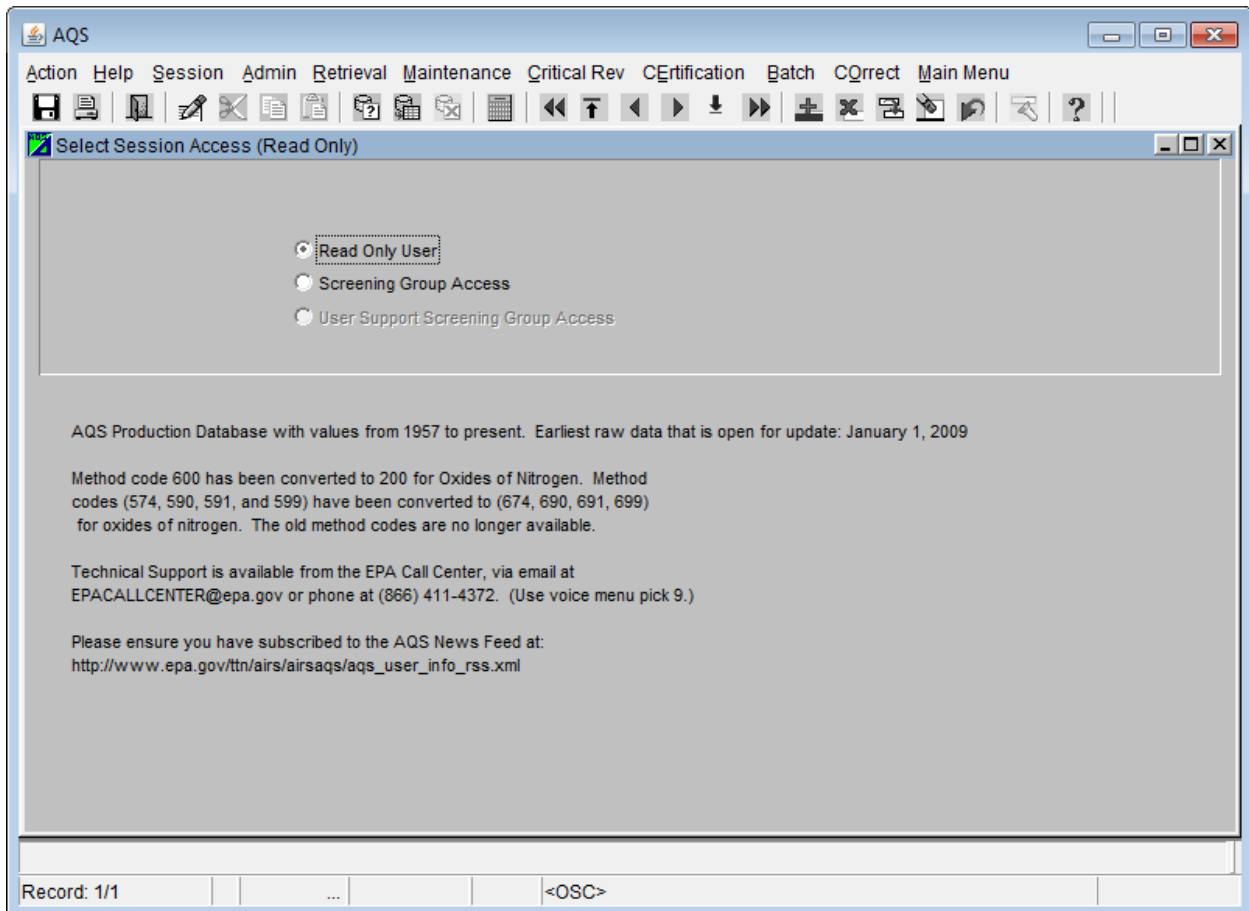 AQS
Action Help Session Admin Retrieval Maintenance Critical Rev CErtification Batch COrrect Main Menu
Select Session Access (Read Only)
Read Only User
Screening Group Access
User Support Screening Group Access
AQS Production Database with values from 1957 to present. Earliest raw data that is open for update: January 1, 2009
Method code 600 has been converted to 200 for Oxides of Nitrogen. Method
codes (574, 590, 591, and 599) have been converted to (674, 690, 691, 699)
for oxides of nitrogen. The old method codes are no longer available.
Technical Support is available from the EPA Call Center, via email at
EPACALLCENTER@epa.gov or phone at (866) 411-4372. (Use voice menu pick 9.)
Please ensure you have subscribed to the AQS News Feed at:
http://www.epa.gov/ttn/airs/airsaqs/aqs_user_info_rss.xml
Record: 1/1 ... <OSC>